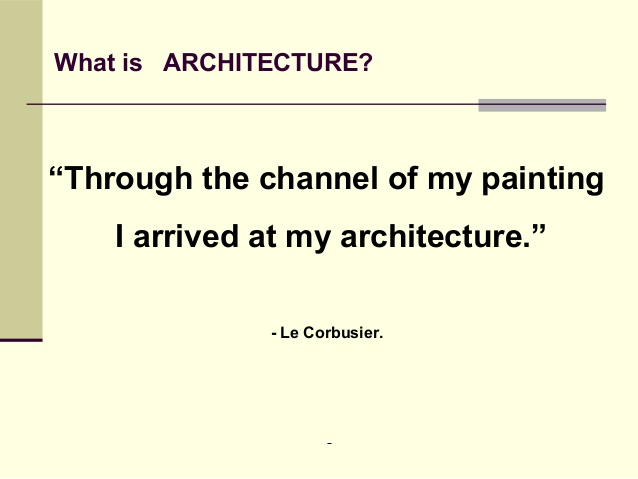 What is   ARCHITECTURE?
“Through the channel of my painting
I arrived at my architecture.”
- Le Corbusier.
-